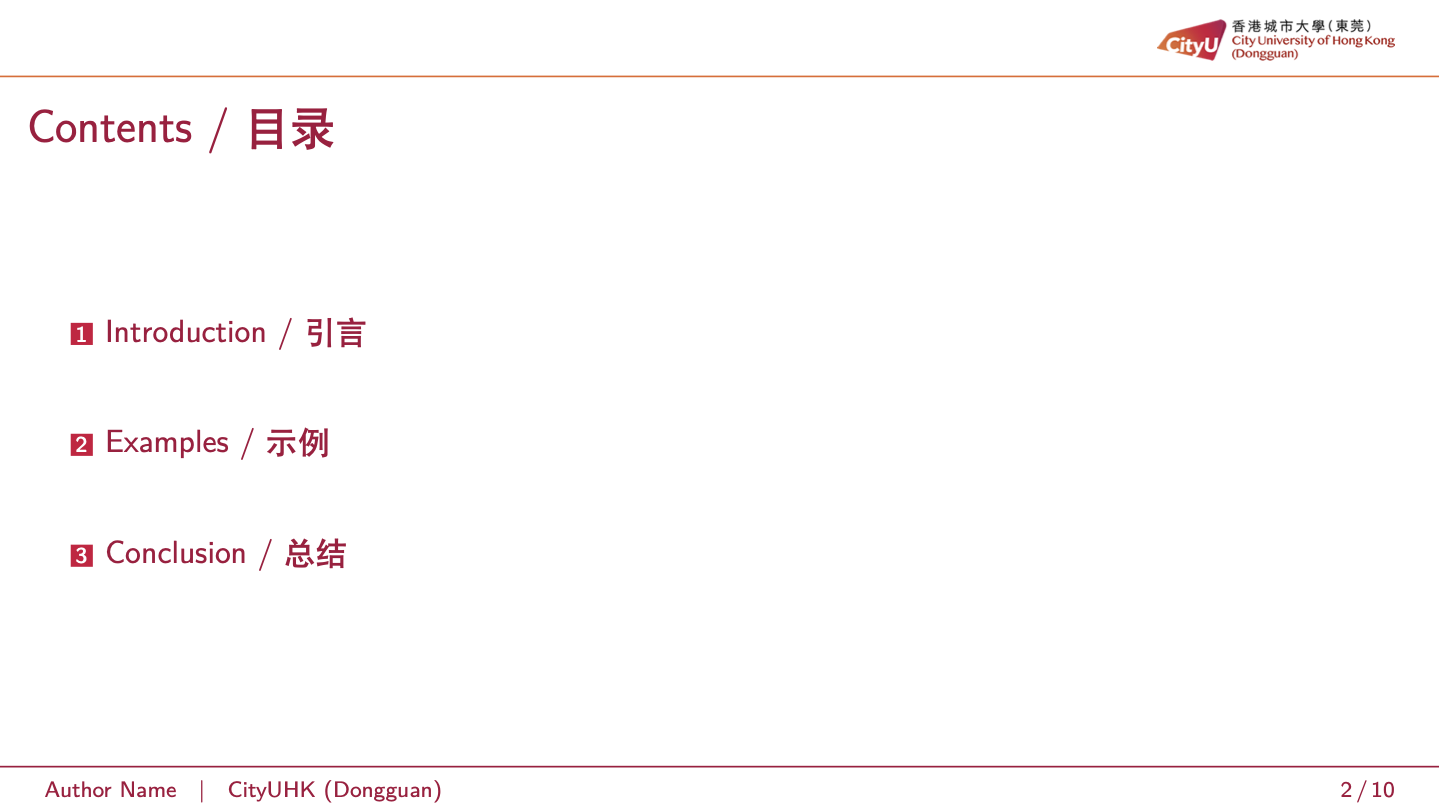 香港城市大學(東莞)
CityU
City University of Hong Kong
(Dongguan)
Contents / 目录
1 Introduction / 引言
2 Examples / 示例
3 Conclusion / 总结
Author Name | CityUHK (Dongguan)
2 / 10